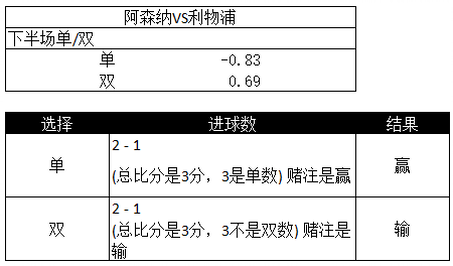 阿森纳VS利物浦
下半场单/双
单 -0.83
双 0.69
选择 进球数 结果
单 2 - 1 (总比分是3分，3是单数) 赌注是赢 赢
双 2 - 1 (总比分是3分，3不是双数) 赌注是输 输